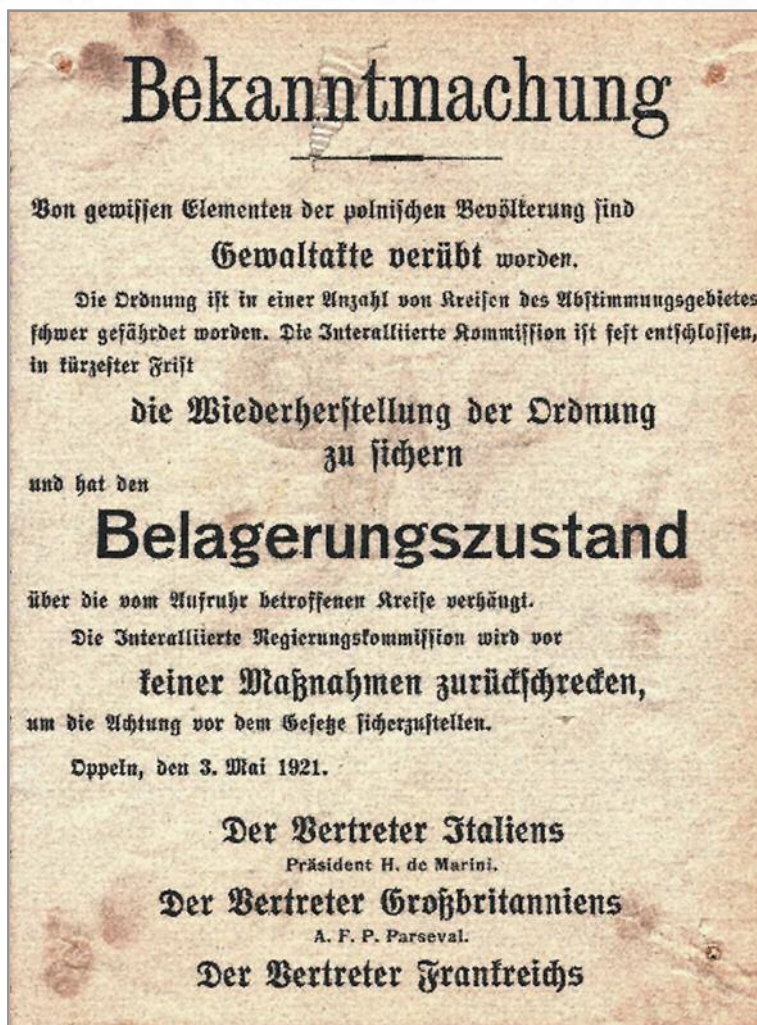 Bekanntmachung
Von gewissen Elementen der polnischen Bevölkerung sind
Gewaltakte verübt worden.
Die Ordnung ist in einer Anzahl von Kreisen des Abstimmungsgebietes
schwer gefährdet worden. Die Interalliierte Kommission ist fest entschlossen,
in kürzester Frist
die Wiederherstellung der Ordnung
zu sichern
und hat den
Belagerungszustand
über die vom Aufruhr betroffenen Kreise verhängt.
Die Interalliierte Regierungskommission wird vor
keiner Maßnahmen zurückschrecken,
um die Achtung vor dem Gesetze sicherzustellen.
Oppeln, den 3. Mai 1921.
Der Vertreter Italiens
Präsident H. de Marini.
Der Vertreter Großbritanniens
A. F. P. Parseval.
Der Vertreter Frankreichs